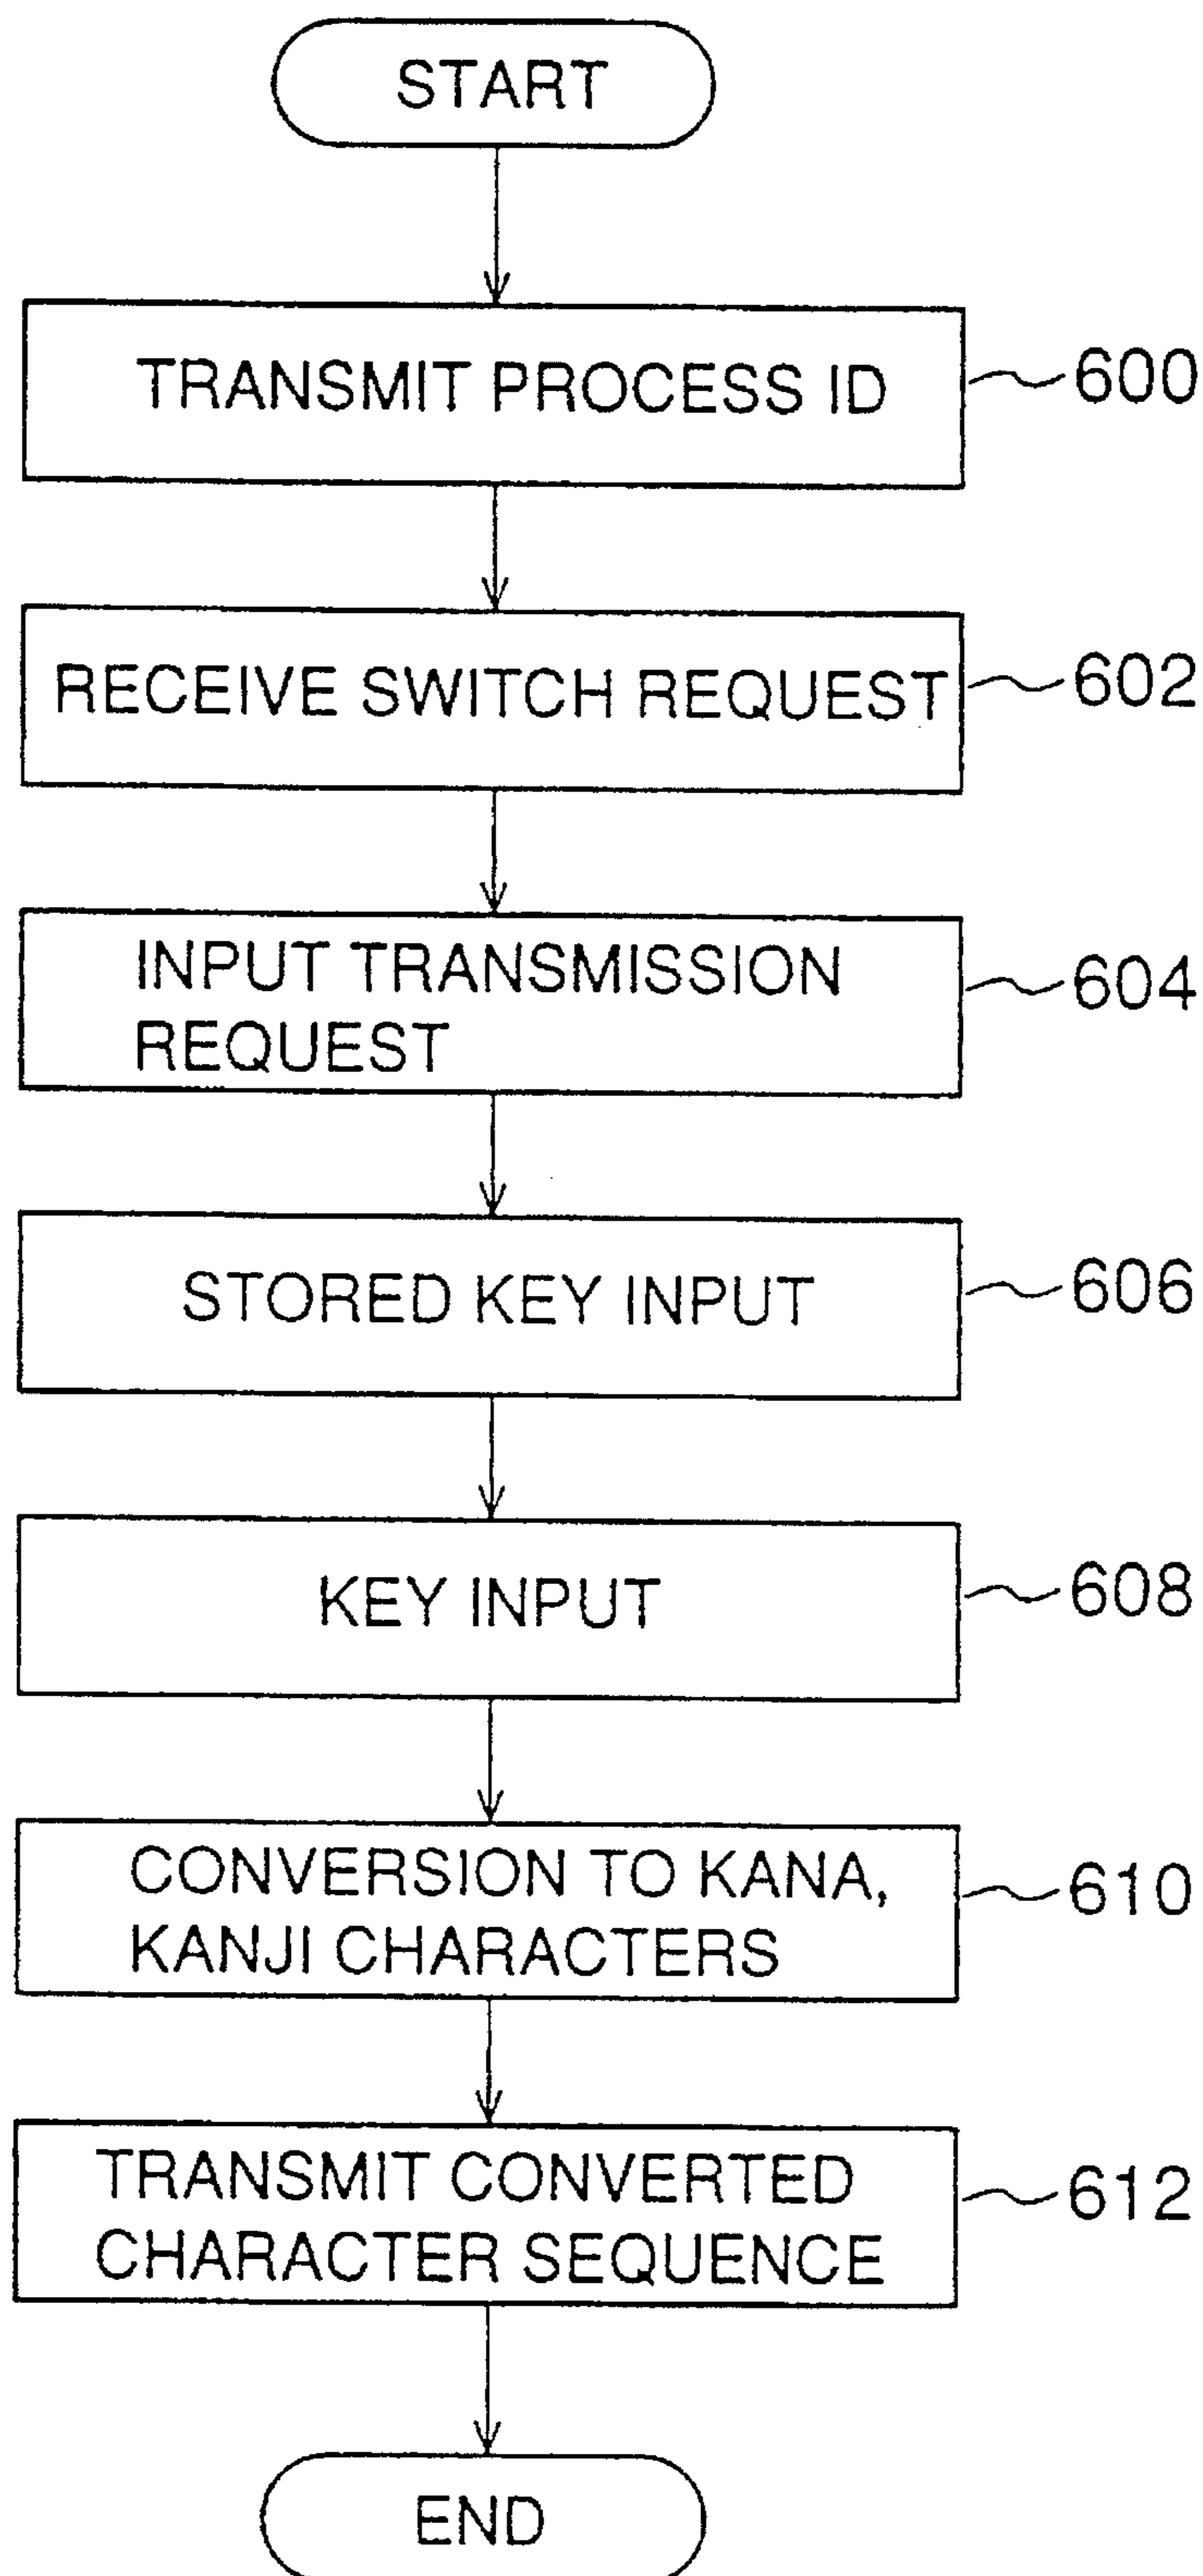 START
TRANSMIT PROCESS ID
600
RECEIVE SWITCH REQUEST
602
INPUT TRANSMISSION
REQUEST
604
STORED KEY INPUT
606
KEY INPUT
608
CONVERSION TO KANA,
KANJI CHARACTERS
610
TRANSMIT CONVERTED
CHARACTER SEQUENCE
612
END